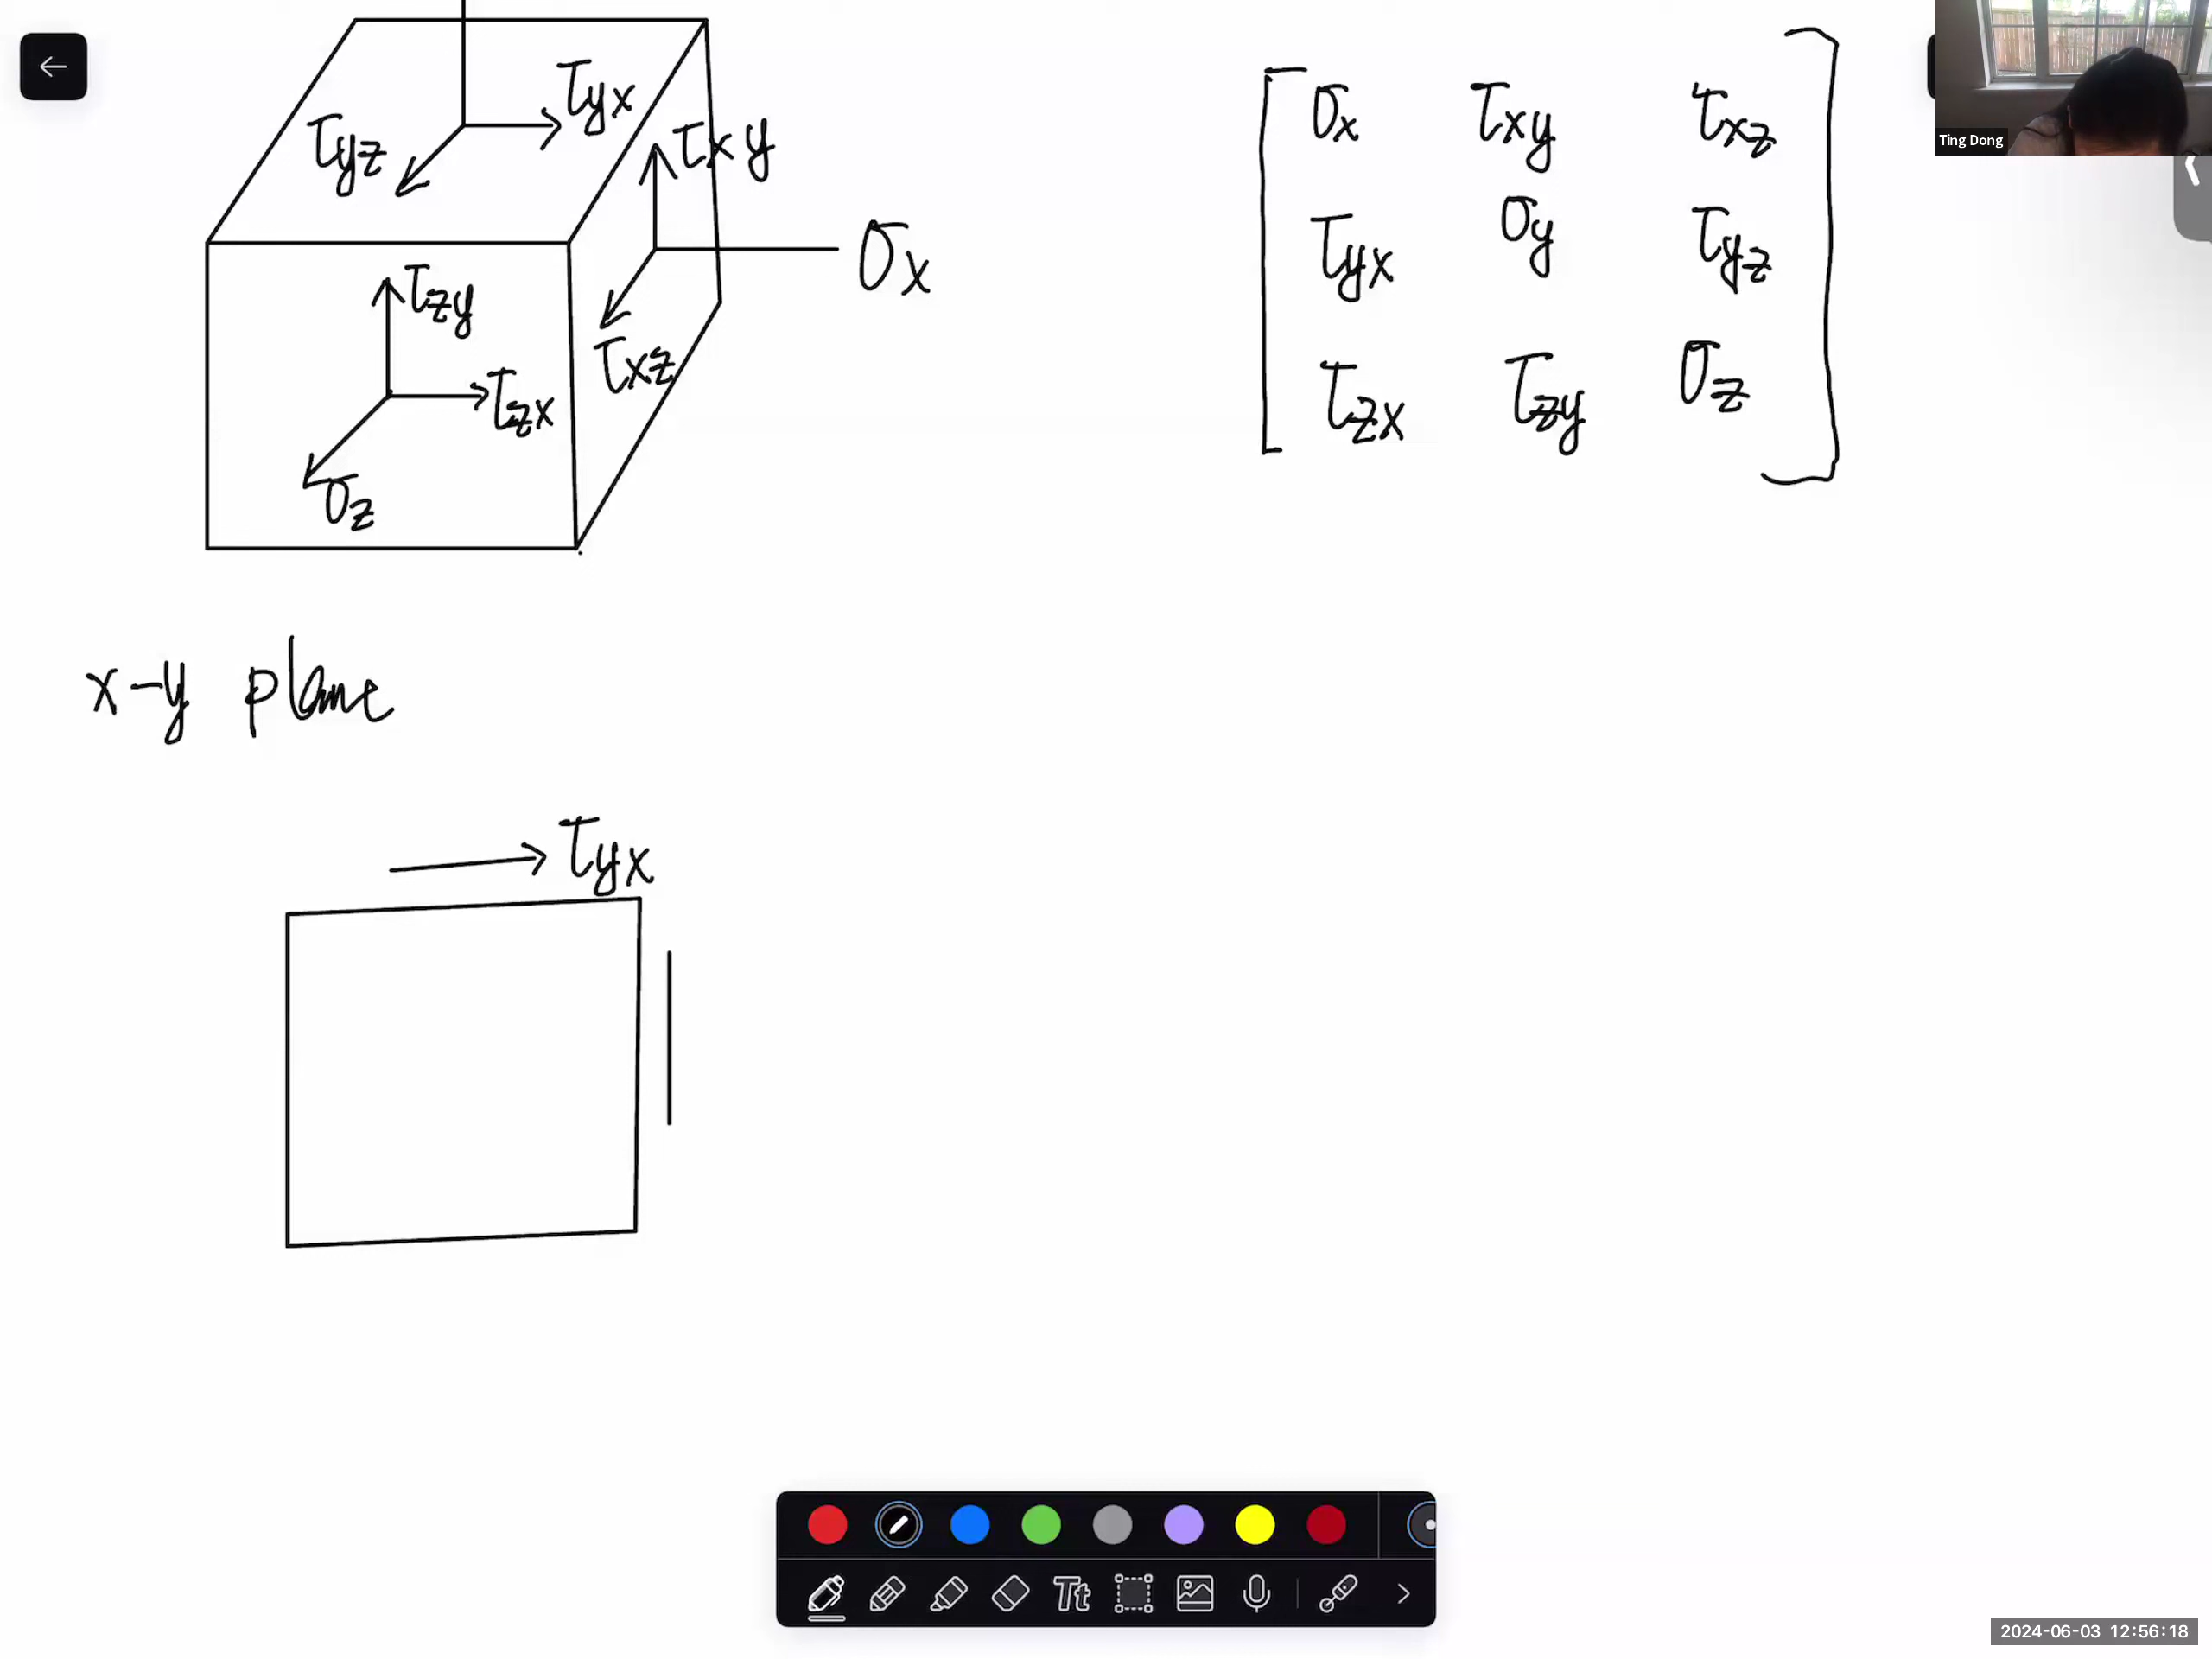 τyx
τyz
τxy
σx
τzy
τxz
τzx
σz
σx τxy τxz
τyx σy τyz
τzx τzy σz
Ting Dong
x-y plane
τyx
Tt
2024-06-03 12:56:18